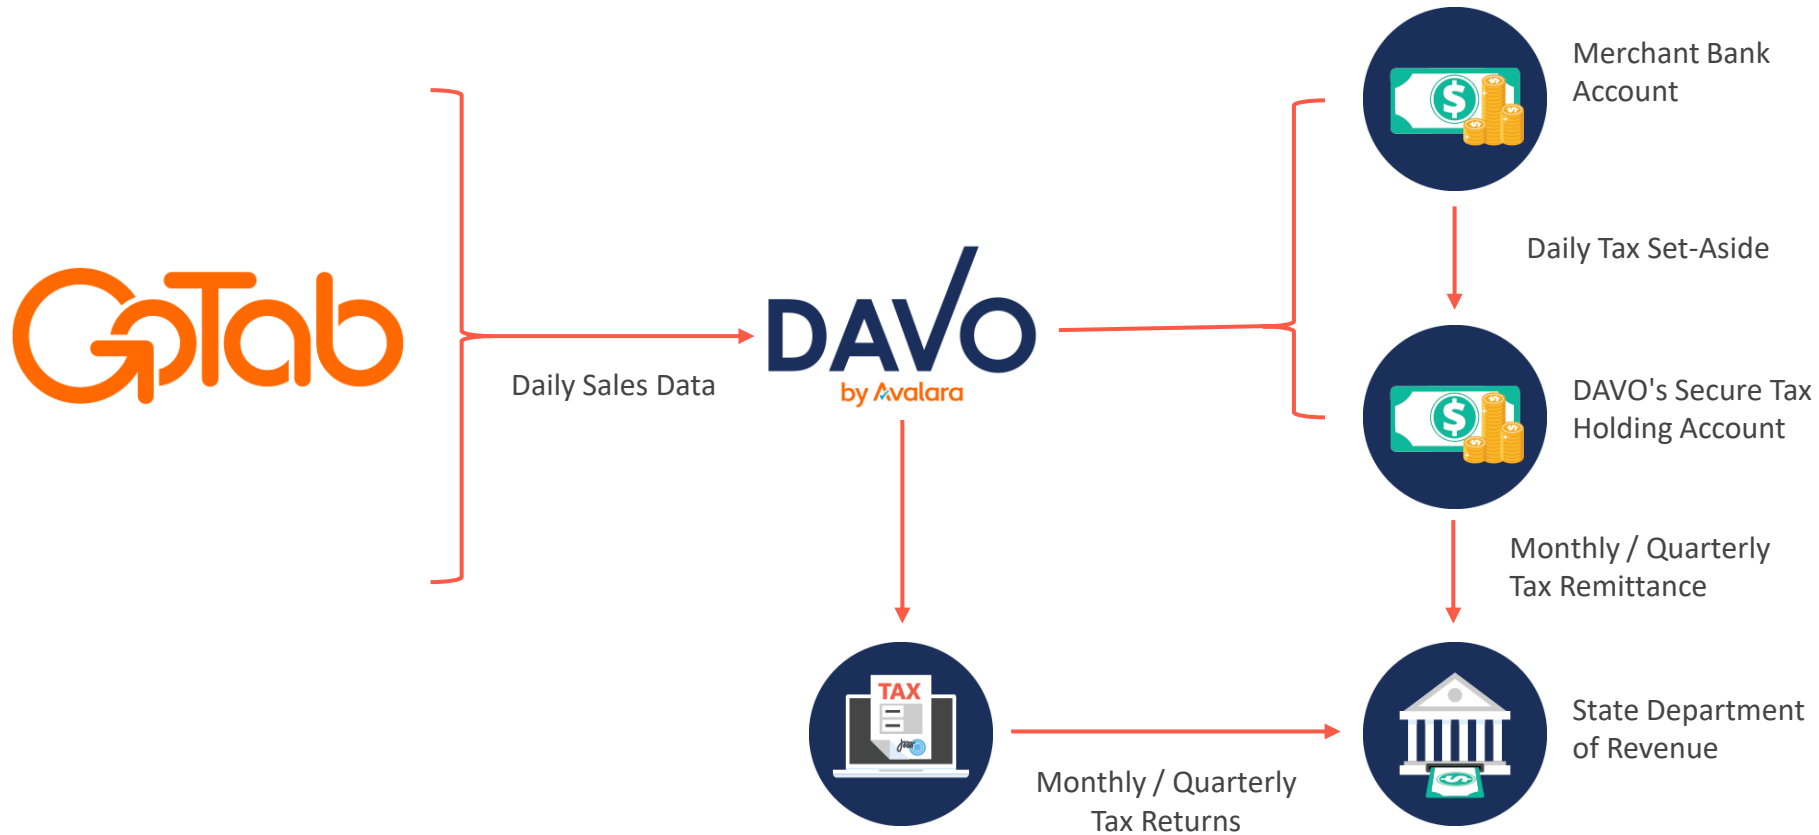 GoTab
Daily Sales Data
DAVO
by Avalara
Merchant Bank
Account
Daily Tax Set-Aside
DAVO's Secure Tax
Holding Account
Monthly / Quarterly
Tax Remittance
TAX
Monthly / Quarterly
Tax Returns
State Department
of Revenue